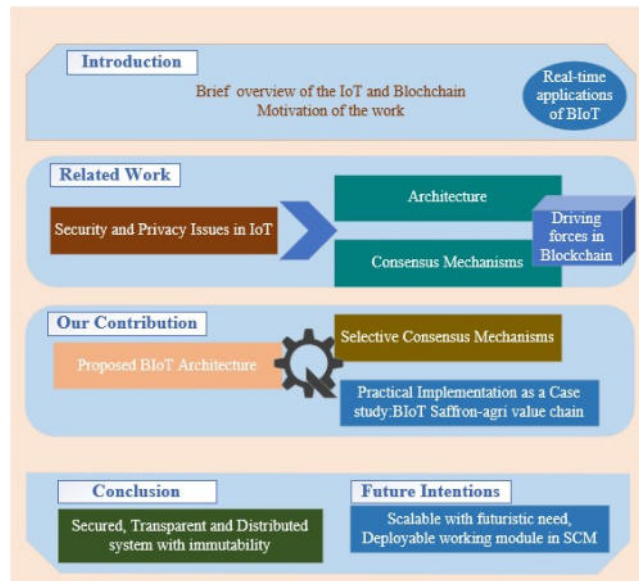 Introduction
Brief overview of the IoT and Blochchain
Motivation of the work
Real-time
applications
of BIoT
Related Work
Security and Privacy Issues in IoT
Architecture
Consensus Mechanisms
Driving
forces in
Blockchain
Our Contribution
Proposed BIoT Architecture
Selective Consensus Mechanisms
Practical Implementation as a Case
study:BIoT Saffron-agri value chain
Conclusion
Secured, Transparent and Distributed
system with immutability
Future Intentions
Scalable with futuristic need,
Deployable working module in SCM